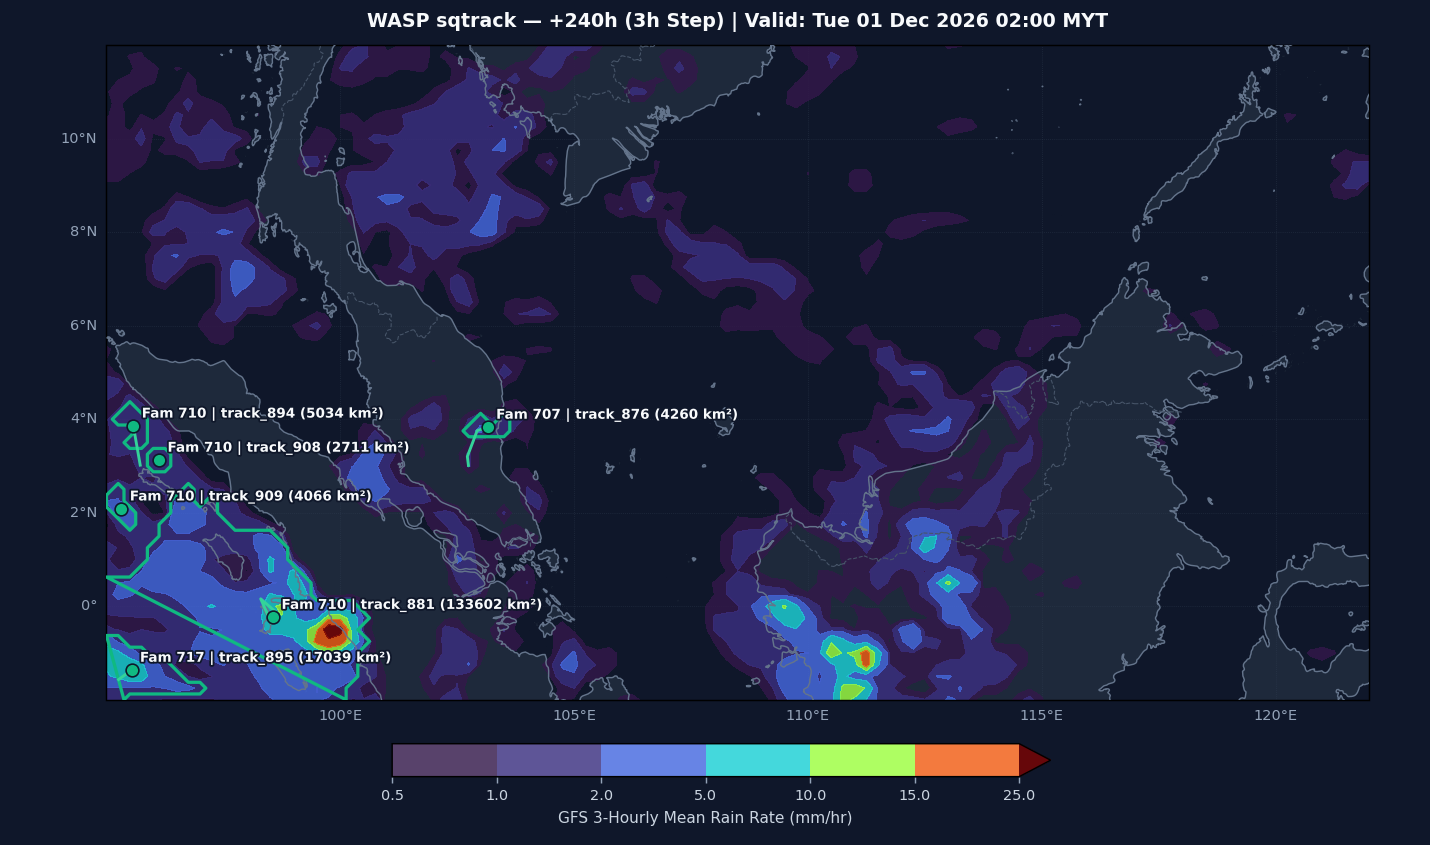 WASP sqtrack — +240h (3h Step) | Valid: Tue 01 Dec 2026 02:00 MYT
10°N
8°N
6°N
4°N
2°N
0°
Fam 710 | track_894 (5034 km²)
Fam 707 | track_876 (4260 km²)
Fam 710 | track_908 (2711 km²)
Fam 710 | track_909 (4066 km²)
Fam 710 | track_881 (133602 km²)
Fam 717 | track_895 (17039 km²)
100°E
105°E
110°E
115°E
120°E
0.5
1.0
2.0
5.0
10.0
15.0
25.0
GFS 3-Hourly Mean Rain Rate (mm/hr)